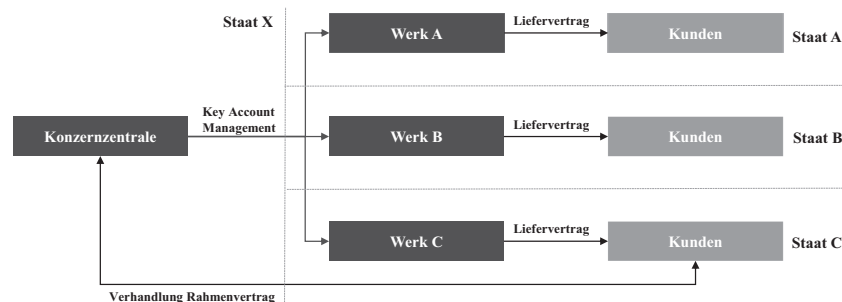 Staat X
Werk A
Liefervertrag
Kunden
Staat A
Key Account
Management
Konzernzentrale
Werk B
Liefervertrag
Kunden
Staat B
Werk C
Liefervertrag
Kunden
Staat C
Verhandlung Rahmenvertrag